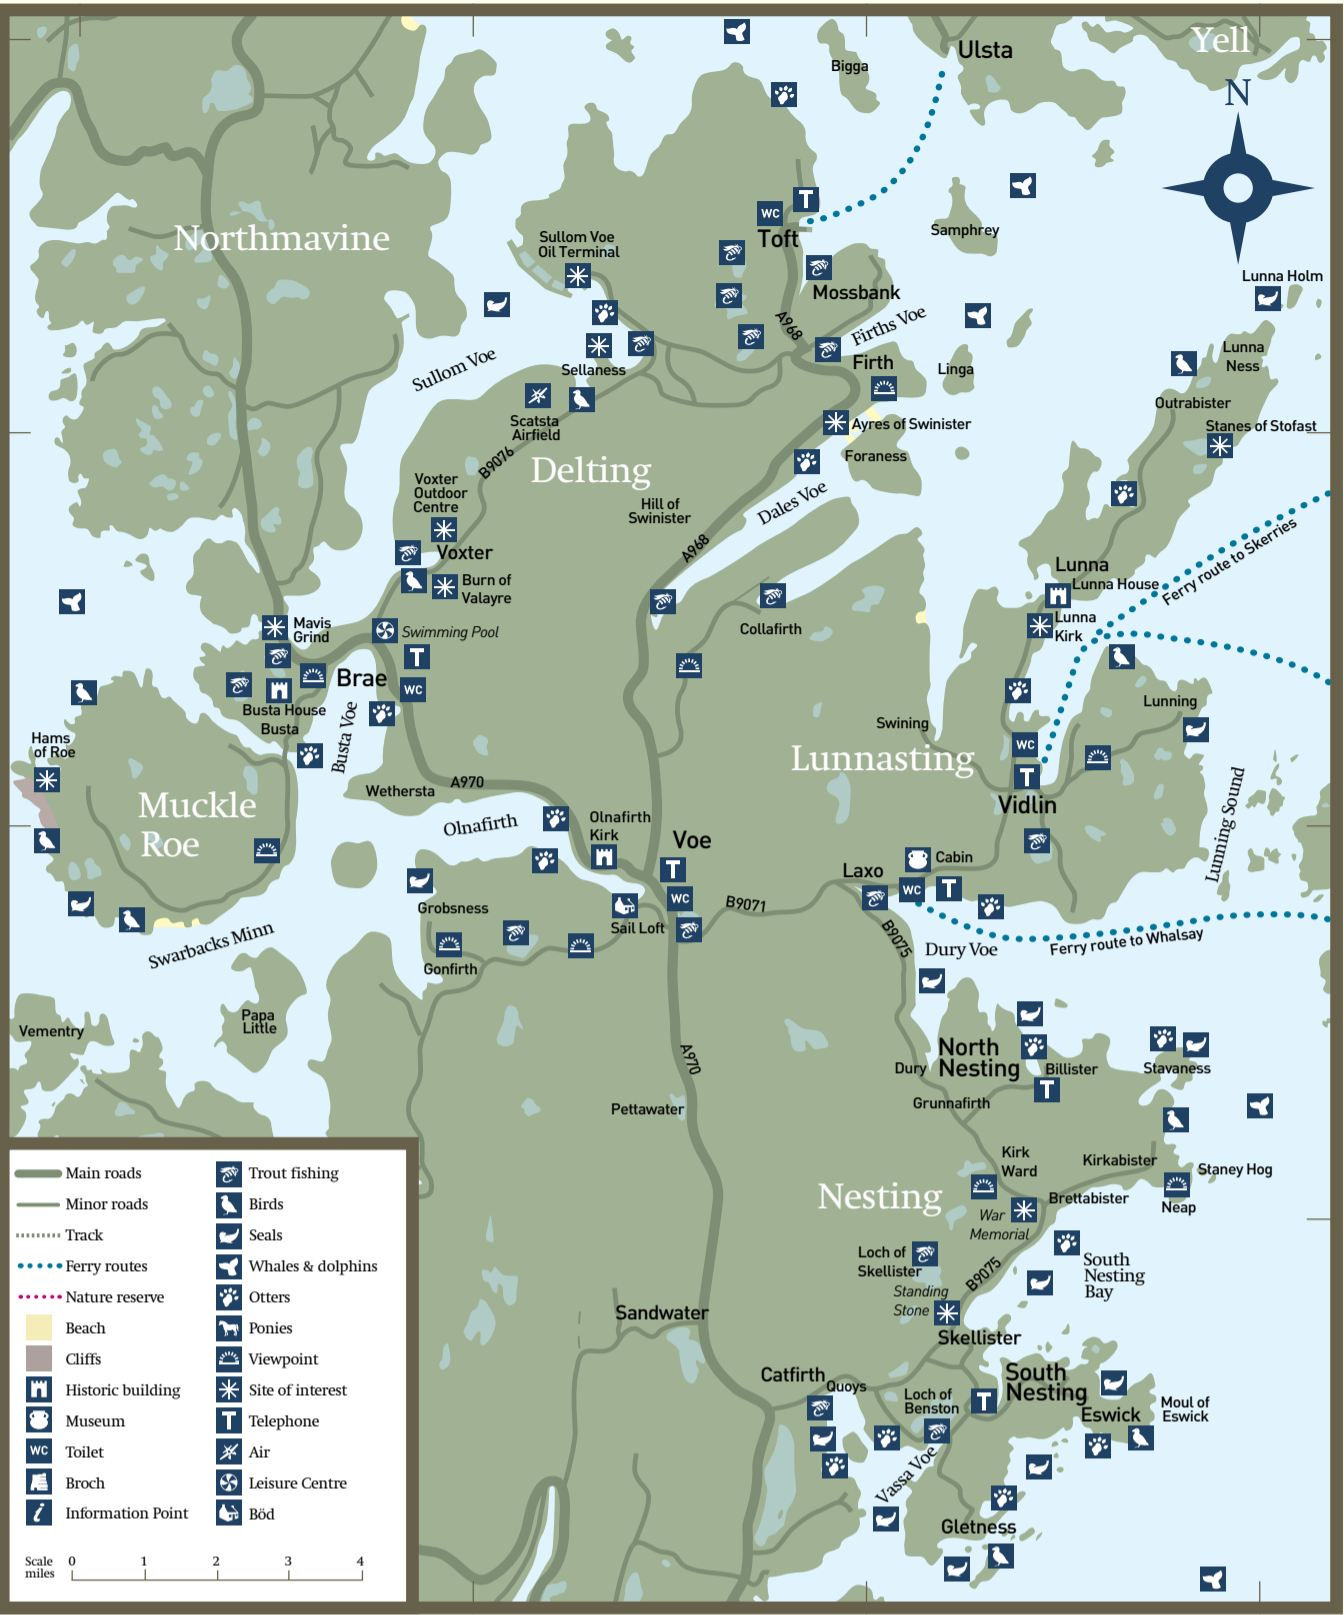 Ulsta
Yell
Bigga
N
WC
T
Toft
Samphrey
Northmavine
Sullom Voe
Oil Terminal
Mossbank
Lunna Holm
A968
Firths Voe
Sullom Voe
Sellaness
Firth
Linga
Lunna
Ness
Outrabister
Scatsta
Airfield
Ayres of Swinister
Stanes of Stofast
B9076
Delting
Foraness
Voxter
Outdoor
Centre
Hill of
Swinister
Dales Voe
A968
Ferry route to Skerries
Voxter
Burn of
Valayre
Lunna
Lunna House
Lunna
Kirk
Collafirth
Mavis
Grind
Swimming Pool
T
Brae
WC
Busta House
Busta
Busta Voe
Lunning
Swining
Hams
of Roe
WC
T
Lunnasting
Vidlin
Muckle
Roe
Wethersta
A970
Olnafirth
Olnafirth
Kirk
Voe
T
WC
Lunning Sound
Laxo
Cabin
WC
T
Grobsness
Sail Loft
B9071
B9075
Dury Voe
Ferry route to Whalsay
Swarbacks Minn
Gonfirth
Vementry
Papa
Little
A970
North
Nesting
Dury
Billister
T
Stavaness
Pettawater
Grunnafirth
Kirk
Ward
Kirkabister
Staney Hog
Nesting
Brettabister
Neap
War
Memorial
Loch of
Skellister
B9075
South
Nesting
Bay
Standing
Stone
Sandwater
Skellister
Catfirth
Quoys
Loch of
Benston
T
South
Nesting
Eswick
Moul of
Eswick
Vassa Voe
Gletness
Main roads
Minor roads
Track
Ferry routes
Nature reserve
Beach
Cliffs
Historic building
Museum
WC Toilet
Broch
i Information Point
Trout fishing
Birds
Seals
Whales & dolphins
Otters
Ponies
Viewpoint
Site of interest
T Telephone
Air
Leisure Centre
Böd
Scale
miles
0 1 2 3 4